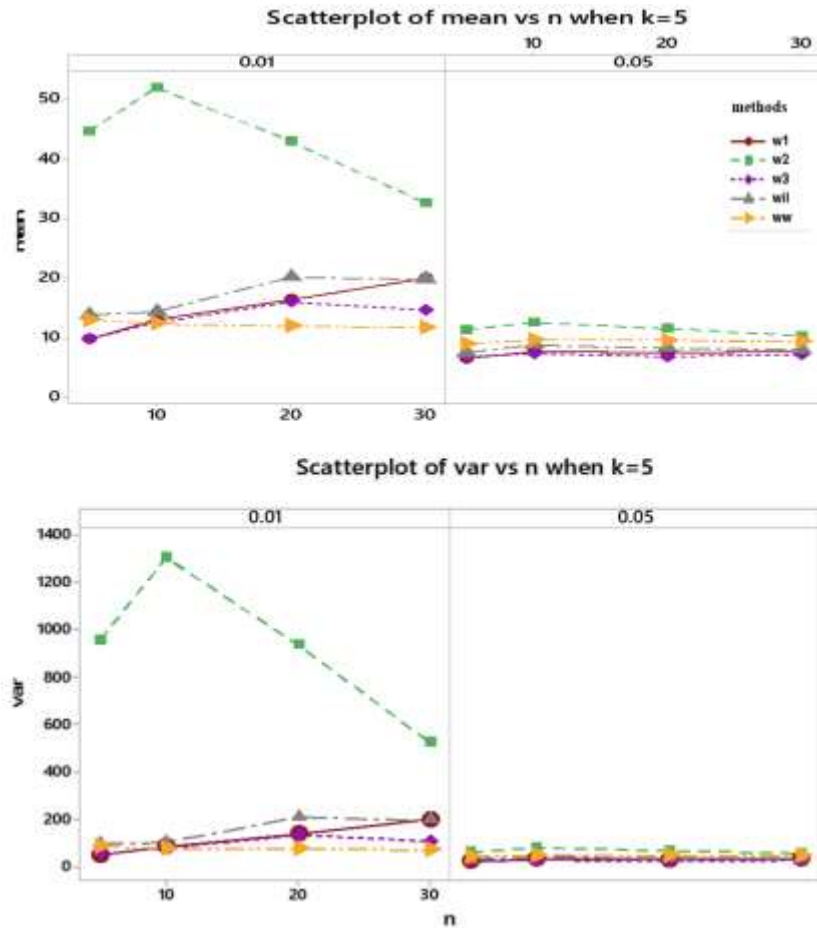 Scatterplot of mean vs n when k=5
10 20 30
0.01 0.05
50
40
30
20
10
0
mean
methods
w1
w2
w3
wil
ww
10 20 30
Scatterplot of var vs n when k=5
0.01 0.05
1400
1200
1000
800
600
400
200
0
var
10 20 30
n